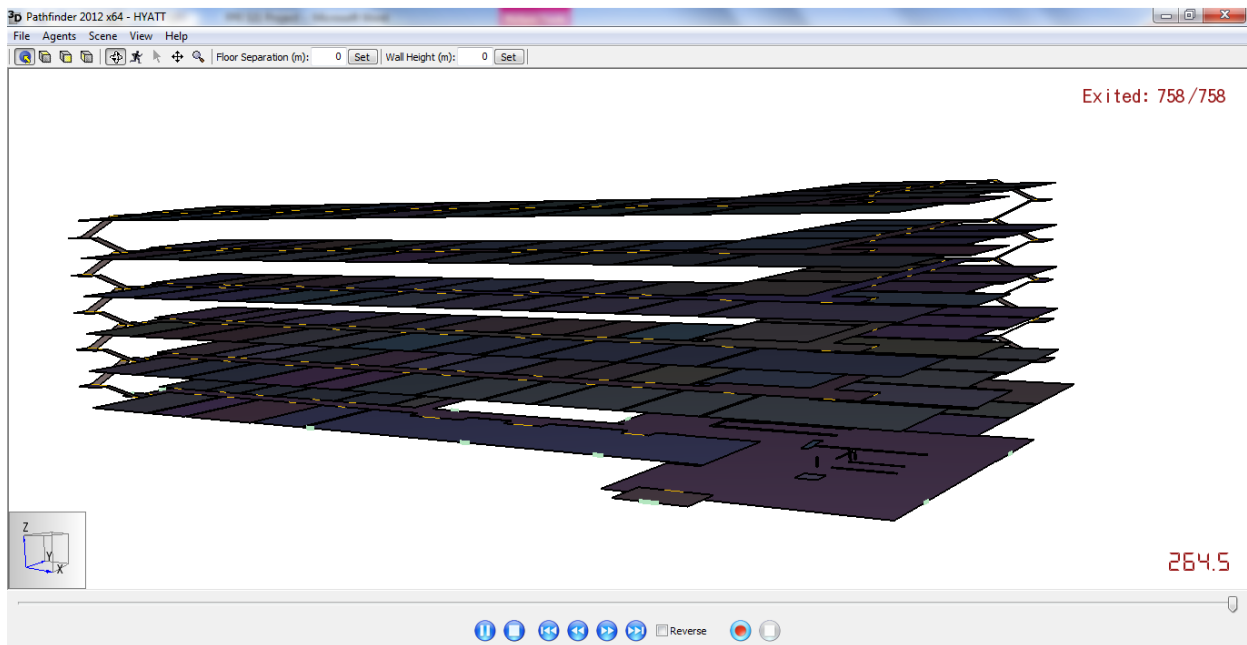 Pathfinder 2012 x64 - HYATT
File Agents Scene View Help
Floor Separation (m): 0 Set Wall Height (m): 0 Set
Exited: 758/758
Z
Y
X
264.5
Reverse